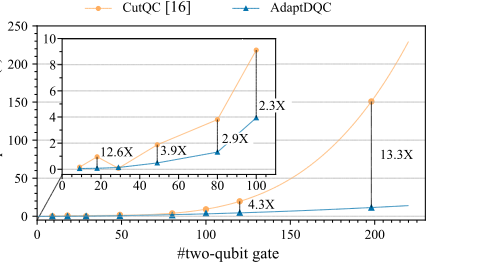 CutQC [16] AdaptDQC
250
200
150
100
50
0
10
8
6
4
2
0
12.6X
3.9X
2.9X
2.3X
0 20 40 60 80 100
13.3X
4.3X
0 50 100 150 200
#two-qubit gate